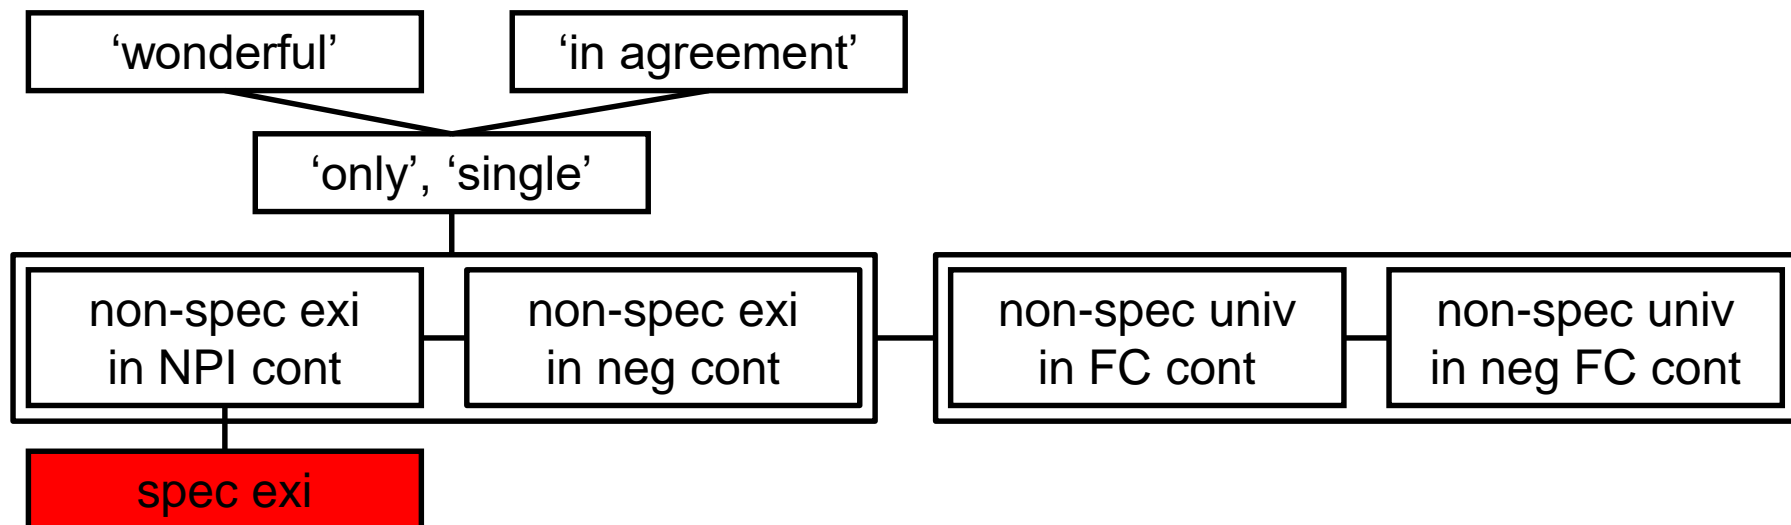 ‘wonderful’
‘in agreement’
‘only’, ‘single’
non-spec exi
in NPI cont
non-spec exi
in neg cont
non-spec univ
in FC cont
non-spec univ
in neg FC cont
spec exi